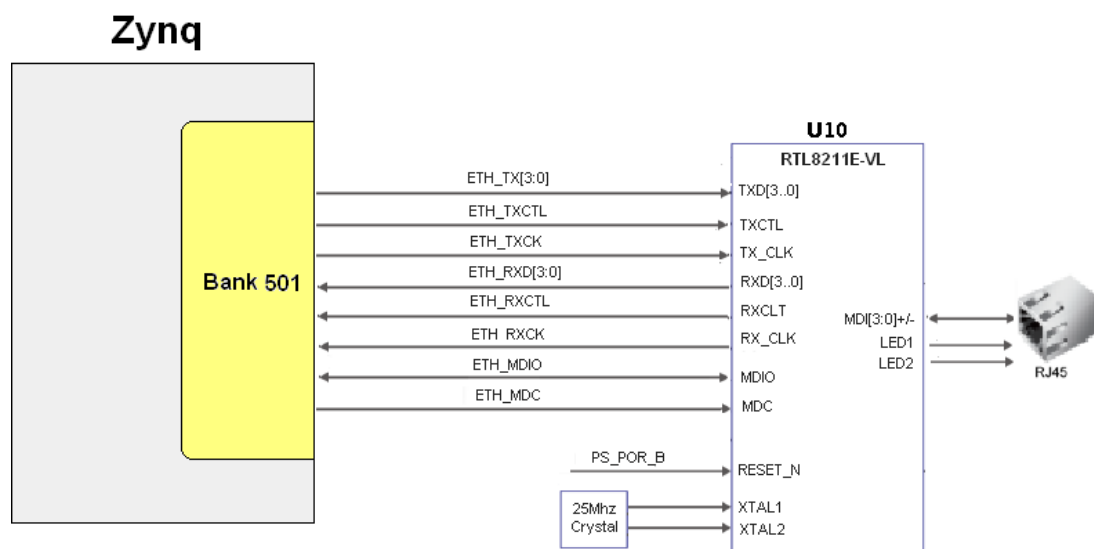 Zynq
Bank 501
ETH_TX[3:0]
ETH_TXCTL
ETH_TXCK
ETH_RXD[3:0]
ETH_RXCTL
ETH RXCK
ETH_MDIO
ETH_MDC
PS_POR_B
25Mhz
Crystal
U10
RTL8211E-VL
TXD[3..0]
TXCTL
TX_CLK
RXD[3..0]
RXCLT
RX_CLK
MDIO
MDC
RESET_N
XTAL1
XTAL2
MDI[3:0]+/-
LED1
LED2
RJ45